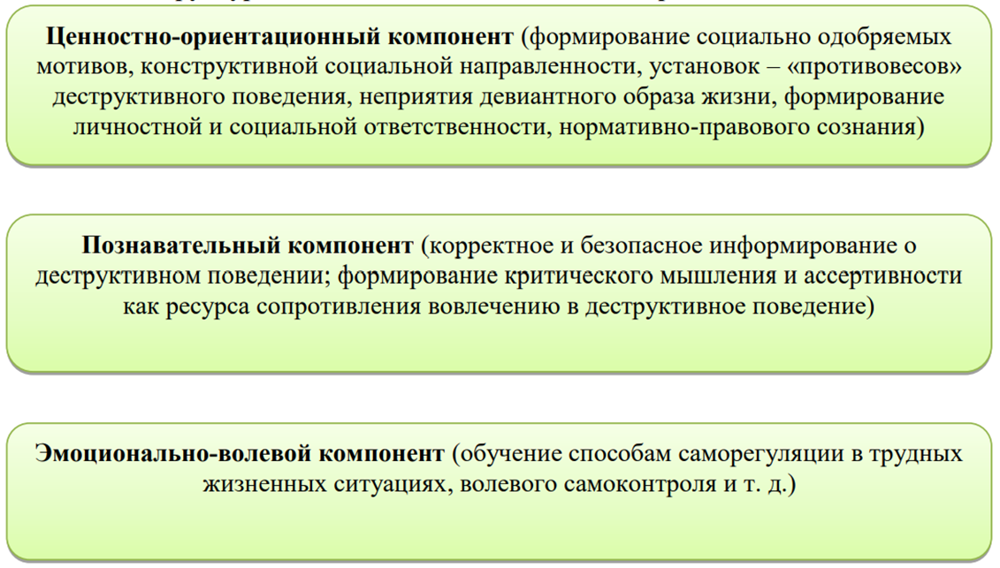 Ценностно-ориентационный компонент (формирование социально одобряемых
мотивов, конструктивной социальной направленности, установок – «противовесов»
деструктивного поведения, неприятия девиантного образа жизни, формирование
личностной и социальной ответственности, нормативно-правового сознания)
Познавательный компонент (корректное и безопасное информирование о
деструктивном поведении; формирование критического мышления и ассертивности
как ресурса сопротивления вовлечению в деструктивное поведение)
Эмоционально-волевой компонент (обучение способам саморегуляции в трудных
жизненных ситуациях, волевого самоконтроля и т. д.)